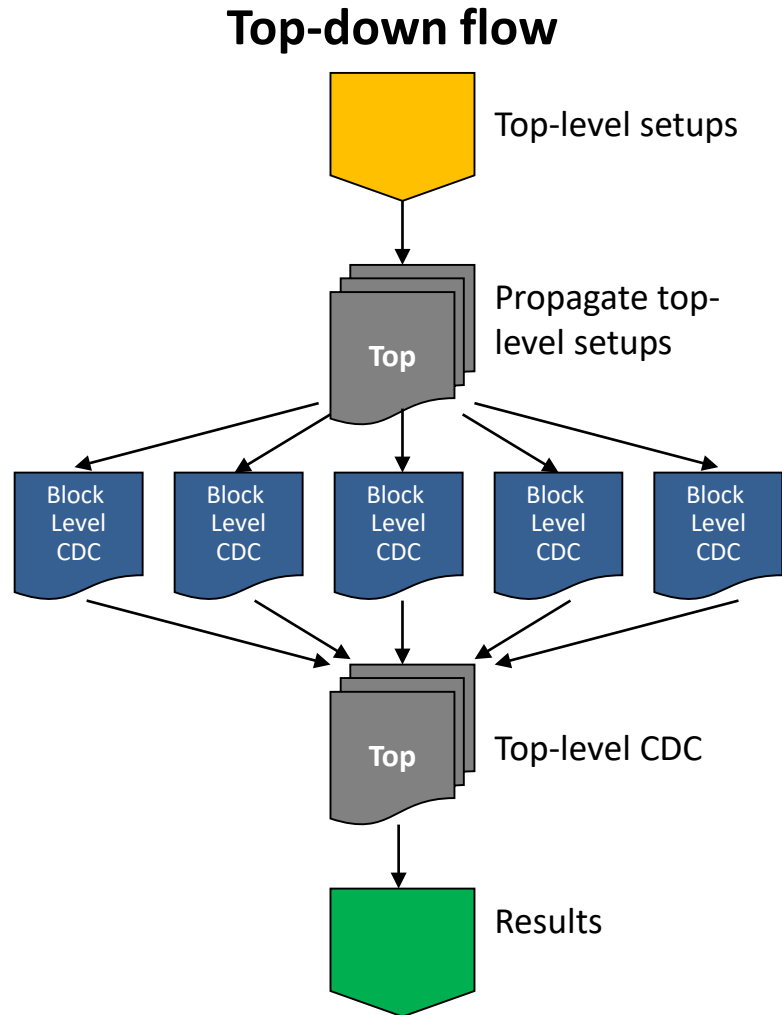 Top-down flow
Top-level setups
Propagate top-
level setups
Top
Block
Level
CDC
Block
Level
CDC
Block
Level
CDC
Block
Level
CDC
Block
Level
CDC
Top
Top-level CDC
Results